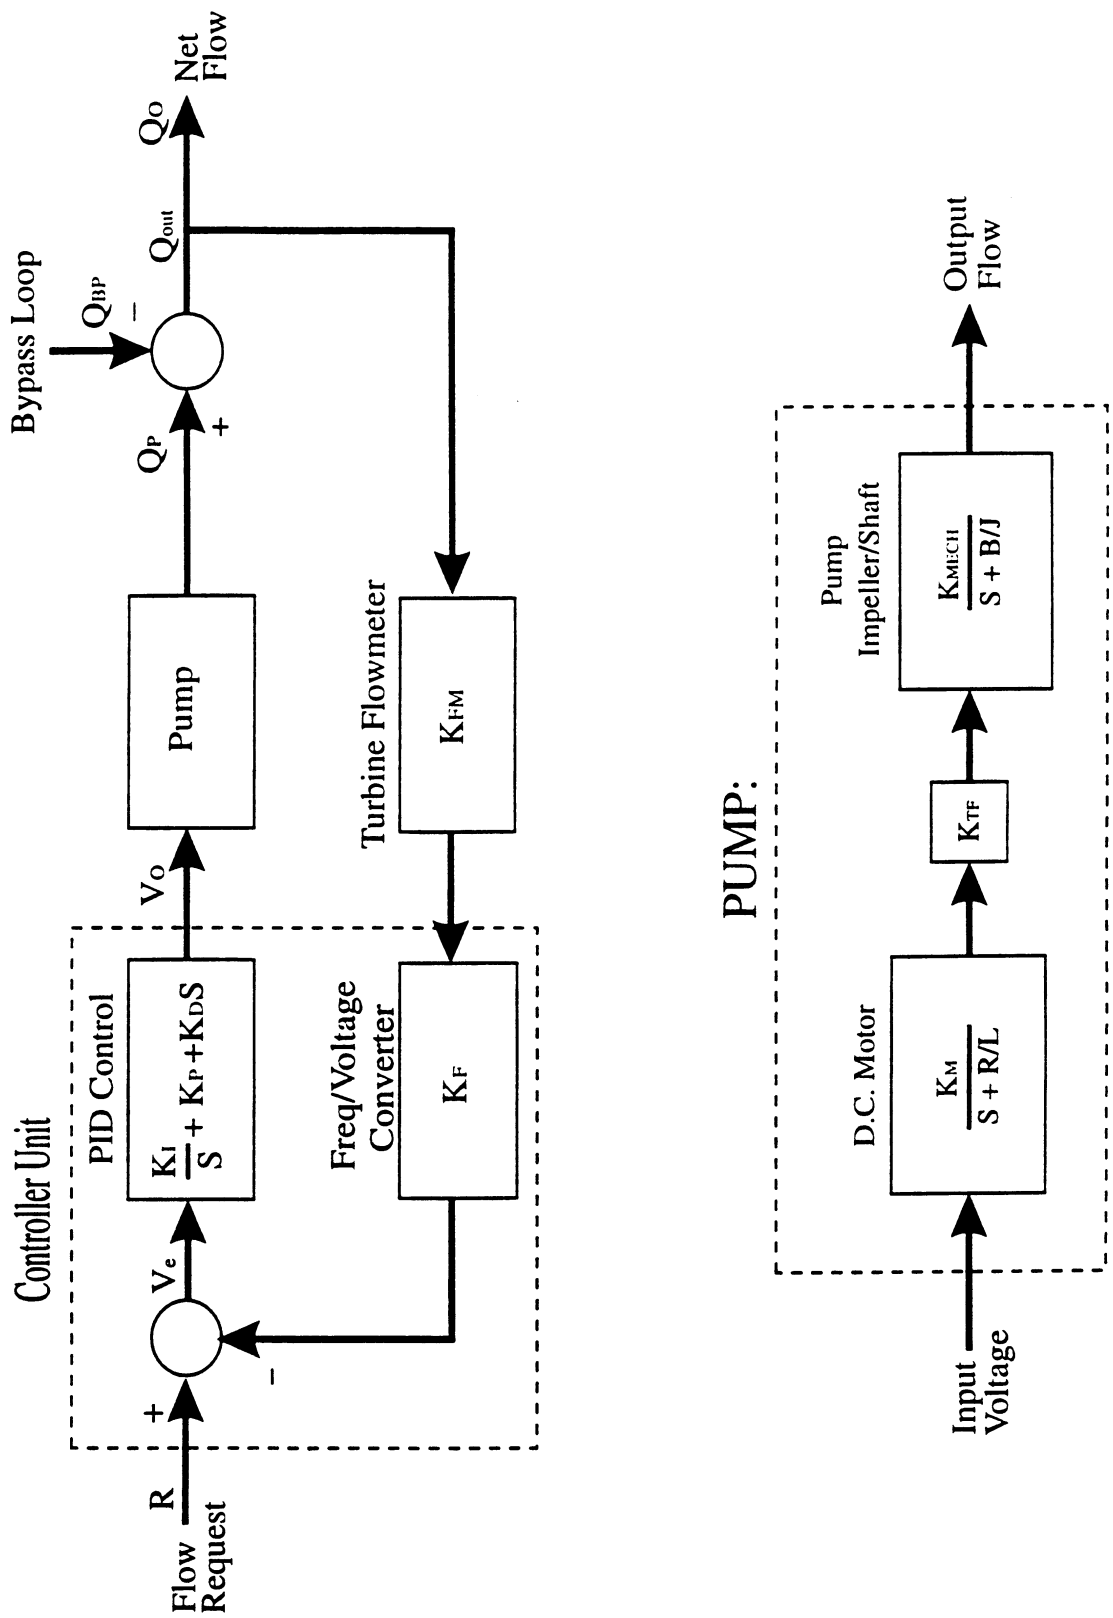 Controller Unit
PID Control
Flow
Request
R
+
−
Ve
KI
S
+ KP +KDS
VO
Pump
QP
+
Bypass Loop
QBP
−
Qout
QO
Net
Flow
Freq/Voltage
Converter
KF
Turbine Flowmeter
KFM
PUMP:
Input
Voltage
D.C. Motor
KM
S + R/L
KTF
Pump
Impeller/Shaft
KMECH
S + B/J
Output
Flow